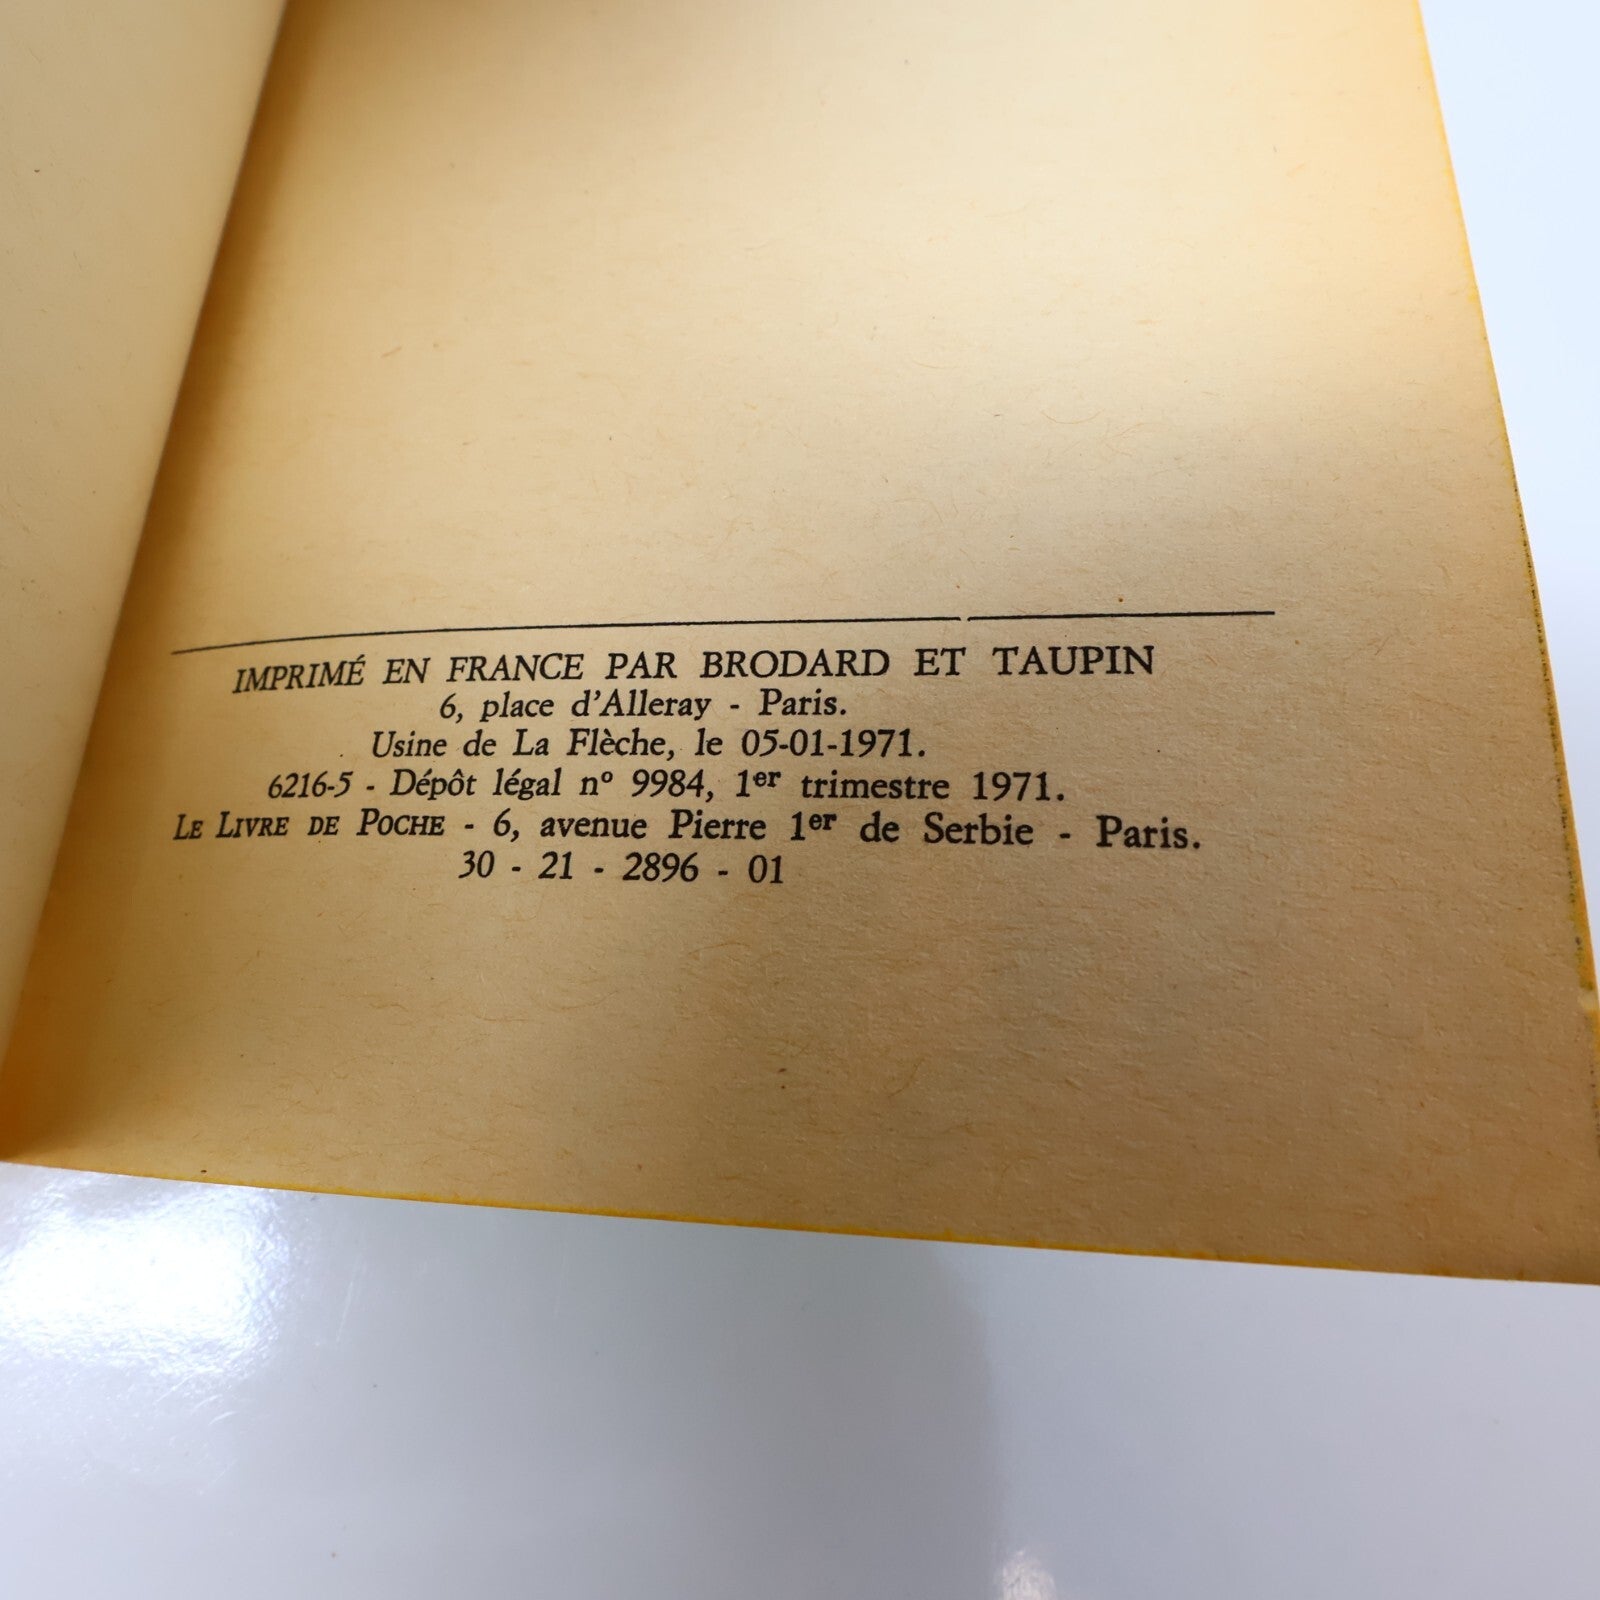 IMPRIMÉ EN FRANCE PAR BRODARD ET TAUPIN
6, place d'Alleray - Paris.
Usine de La Flèche, le 05-01-1971.
6216-5 - Dépôt légal nº 9984, 1er trimestre 1971.
LE LIVRE DE POCHE - 6, avenue Pierre 1er de Serbie - Paris.
30 - 21 - 2896 - 01